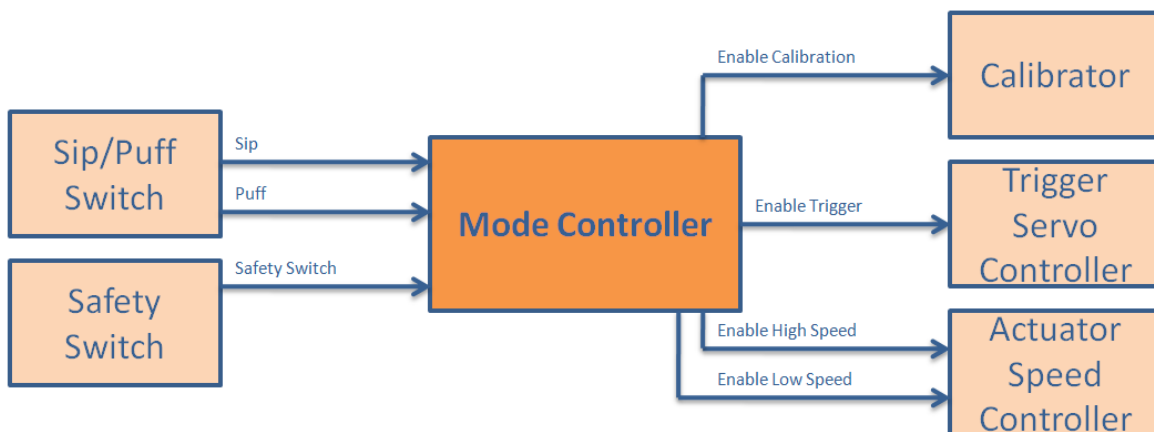 Sip/Puff
Switch
Safety
Switch
Sip
Puff
Safety Switch
Mode Controller
Enable Calibration
Enable Trigger
Enable High Speed
Enable Low Speed
Calibrator
Trigger
Servo
Controller
Actuator
Speed
Controller